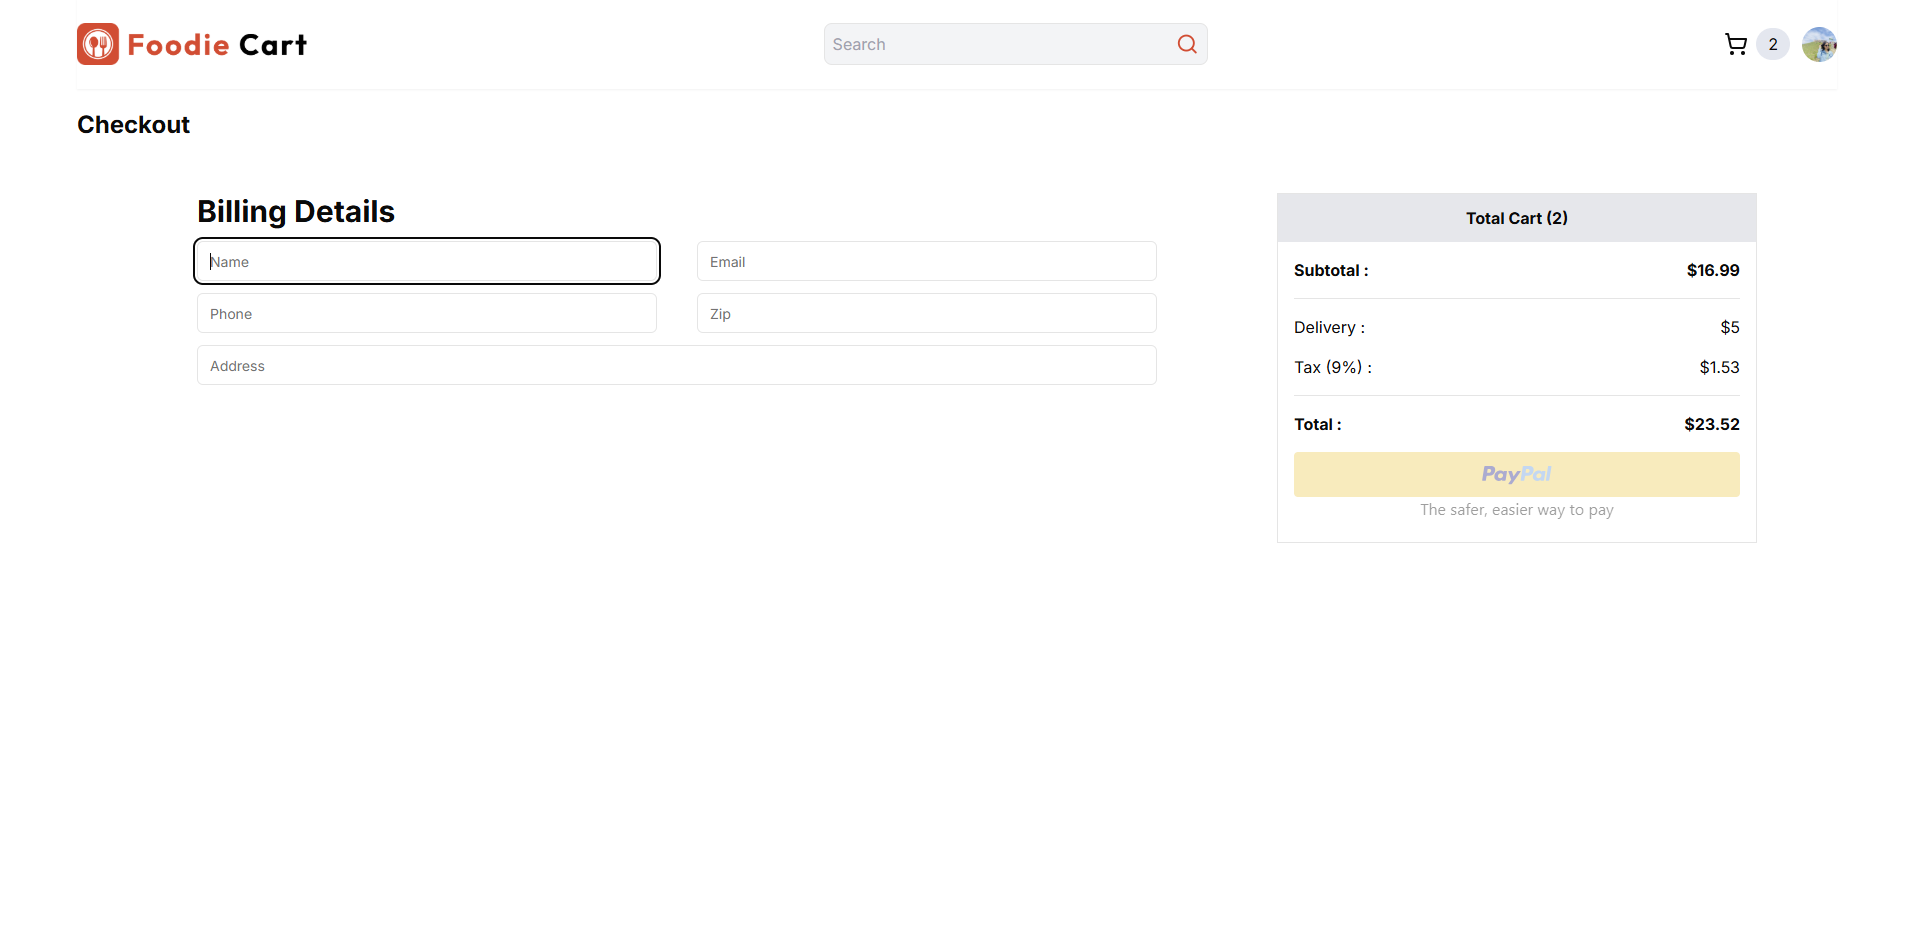 Foodie Cart
Search
2
Checkout
Billing Details
Name
Email
Phone
Zip
Address
Total Cart (2)
Subtotal : $16.99
Delivery : $5
Tax (9%) : $1.53
Total : $23.52
PayPal
The safer, easier way to pay